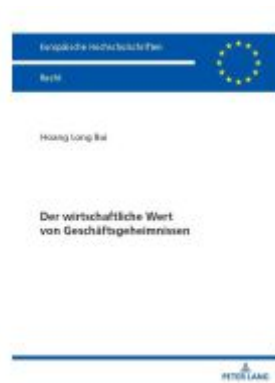 Europäische Hochschulschriften
Recht
Hoang Long Bui
Der wirtschaftliche Wert
von Geschäftsgeheimnissen
PETER LANG